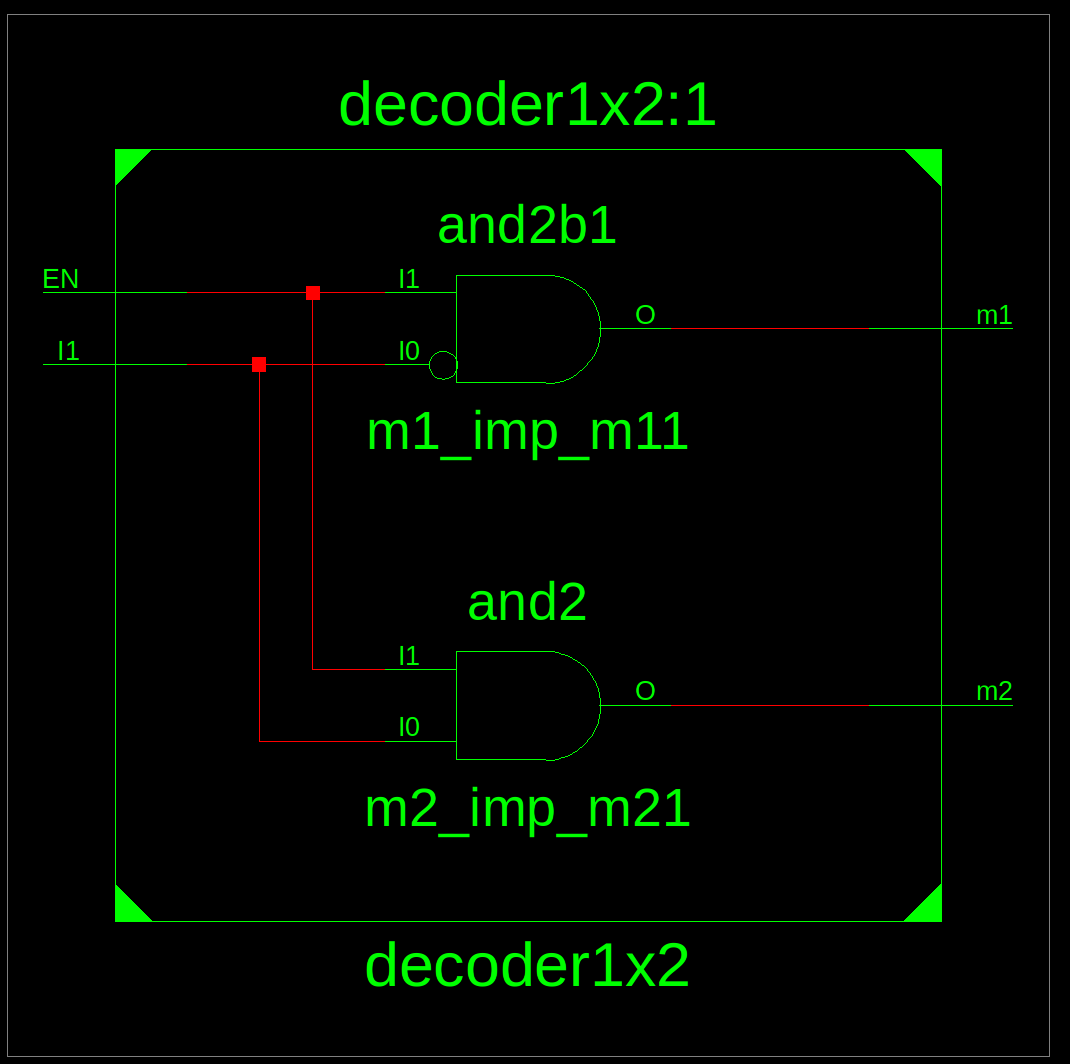 decoder1x2:1
and2b1
EN
I1
I1
I0
O
m1
m1_imp_m11
and2
I1
I0
O
m2
m2_imp_m21
decoder1x2